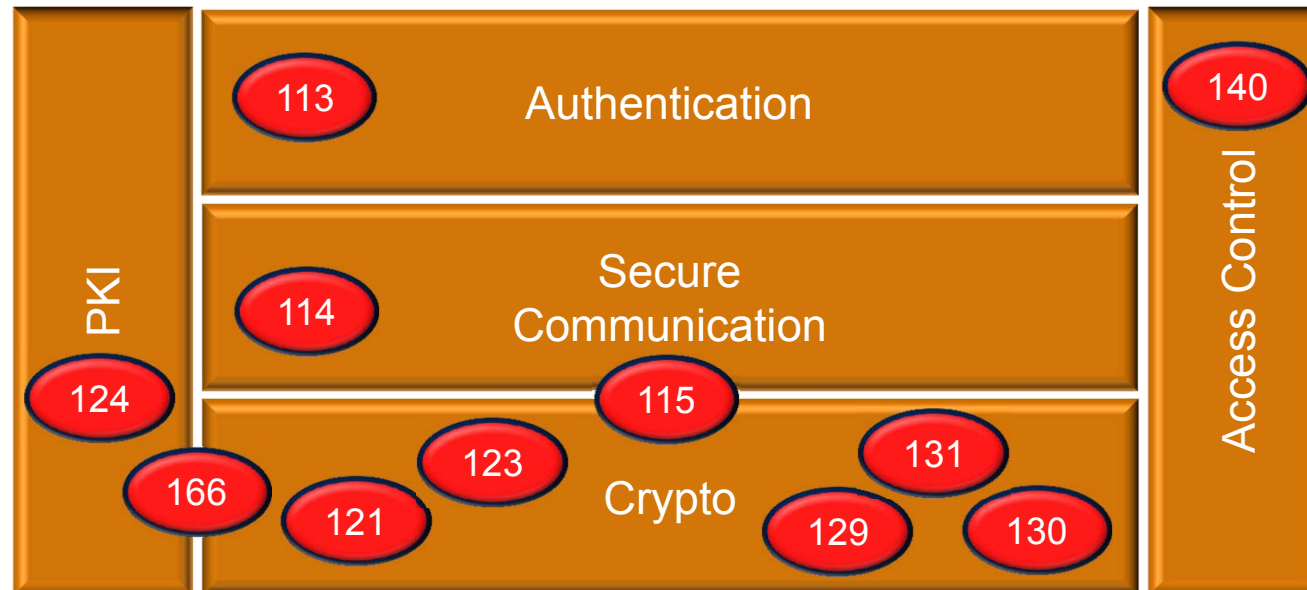 113
Authentication
140
PKI
114
Secure
Communication
Access Control
124
115
123
131
166
121
Crypto
129
130